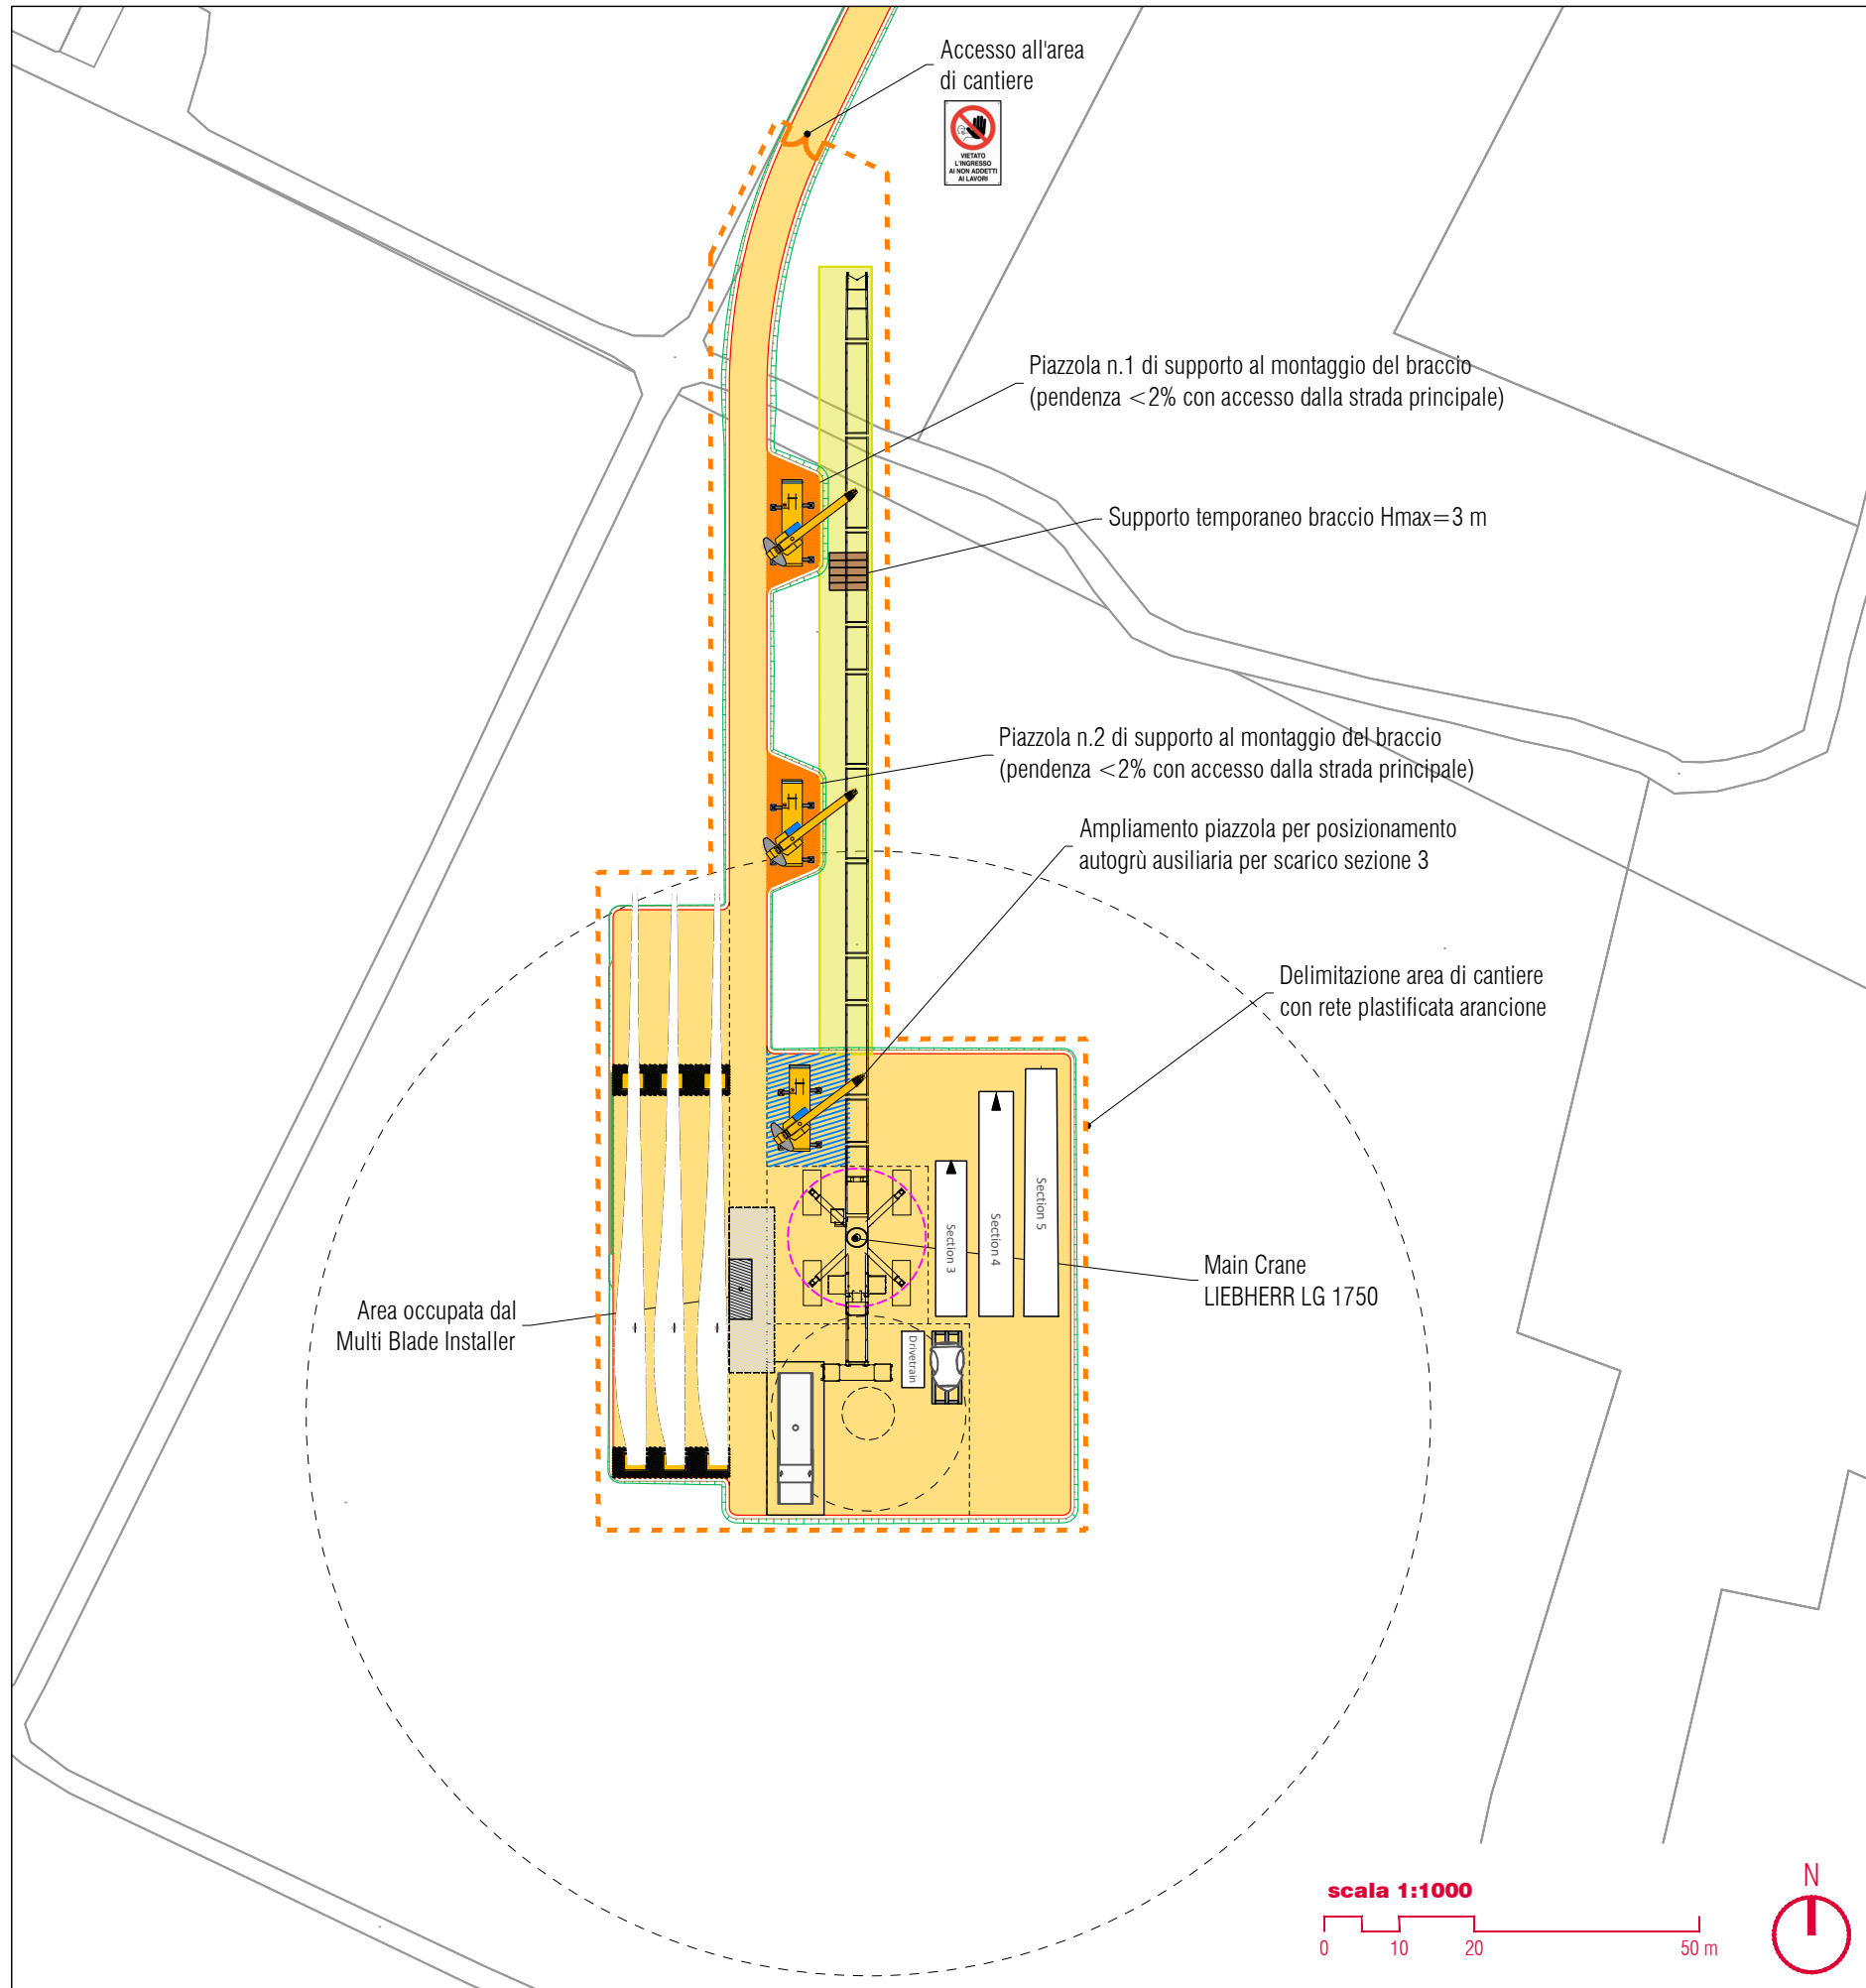 Accesso all'area
di cantiere
VIETATO
L'INGRESSO
AI NON ADDETTI
AI LAVORI
Piazzola n.1 di supporto al montaggio del braccio
(pendenza <2% con accesso dalla strada principale)
Supporto temporaneo braccio Hmax=3 m
Piazzola n.2 di supporto al montaggio del braccio
(pendenza <2% con accesso dalla strada principale)
Ampliamento piazzola per posizionamento
autogrù ausiliaria per scarico sezione 3
Delimitazione area di cantiere
con rete plastificata arancione
Section 3
Section 4
Section 5
Main Crane
LIEBHERR LG 1750
Area occupata dal
Multi Blade Installer
Drivetrain
scala 1:1000
0 10 20 50 m
N